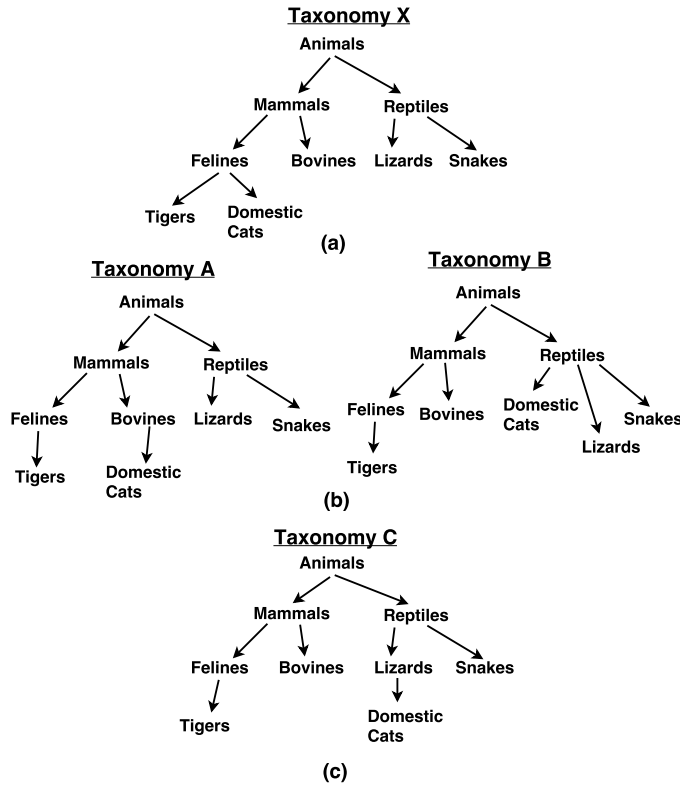 Taxonomy X
Animals
Mammals
Reptiles
Felines
Bovines
Lizards
Snakes
Tigers
Domestic
Cats
(a)
Taxonomy A
Animals
Mammals
Reptiles
Felines
Bovines
Lizards
Snakes
Tigers
Domestic
Cats
Taxonomy B
Animals
Mammals
Reptiles
Felines
Bovines
Domestic
Cats
Snakes
Lizards
Tigers
(b)
Taxonomy C
Animals
Mammals
Reptiles
Felines
Bovines
Lizards
Snakes
Tigers
Domestic
Cats
(c)